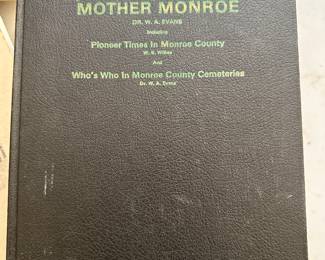 MOTHER MONROE
DR. W. A. EVANS
Including
Pioneer Times In Monroe County
W. B. Wilkes
And
Who's Who In Monroe County Cemeteries
Dr. W. A. Evans